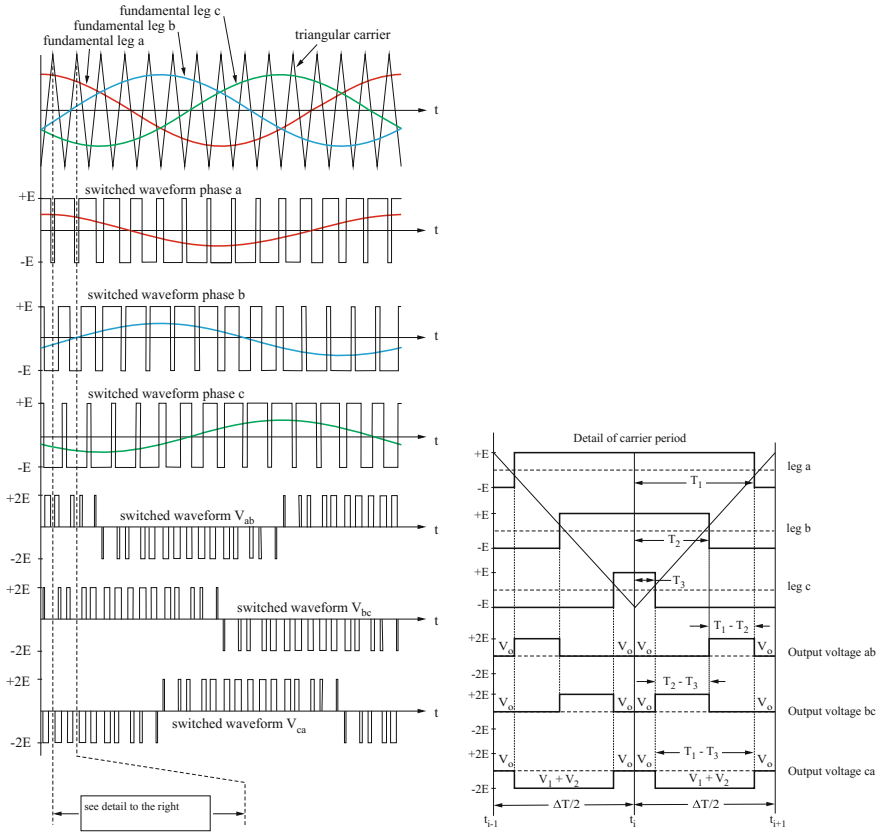 fundamental leg c
fundamental leg b
fundamental leg a
triangular carrier
t
switched waveform phase a
+E
t
-E
switched waveform phase b
+E
t
-E
switched waveform phase c
+E
t
-E
+2E
switched waveform V_ab
t
-2E
+2E
switched waveform V_bc
t
-2E
+2E
t
switched waveform V_ca
-2E
see detail to the right
Detail of carrier period
+E
leg a
T_1
-E
+E
leg b
T_2
-E
+E
T_3
leg c
-E
T_1 - T_2
+2E
V_o V_o V_o V_o
Output voltage ab
-2E
T_2 - T_3
+2E
V_o V_o V_o V_o
Output voltage bc
-2E
+2E
T_1 - T_3
V_o V_o V_o V_o
Output voltage ca
V_1 + V_2 V_1 + V_2
-2E
ΔT/2 ΔT/2
t_i-1 t_i t_i+1